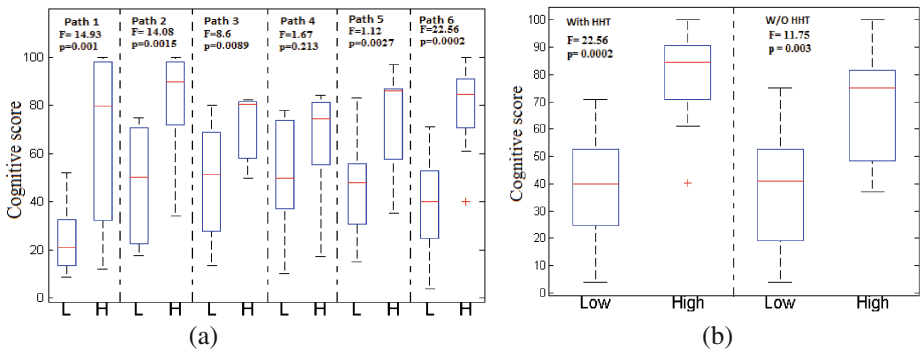 Path 1 Path 2 Path 3 Path 4 Path 5 Path 6
F= 14.93 F= 14.08 F=8.6 F=1.67 F=1.12 F=22.56
p=0.001 p=0.0015 p=0.0089 p=0.213 p=0.0027 p=0.0002
100
80
60
40
20
0
Cognitive score
L H L H L H L H L H L H
(a)
With HHT W/O HHT
F= 22.56 F= 11.75
p= 0.0002 p = 0.003
100
90
80
70
60
50
40
30
20
10
0
Cognitive score
Low High Low High
(b)